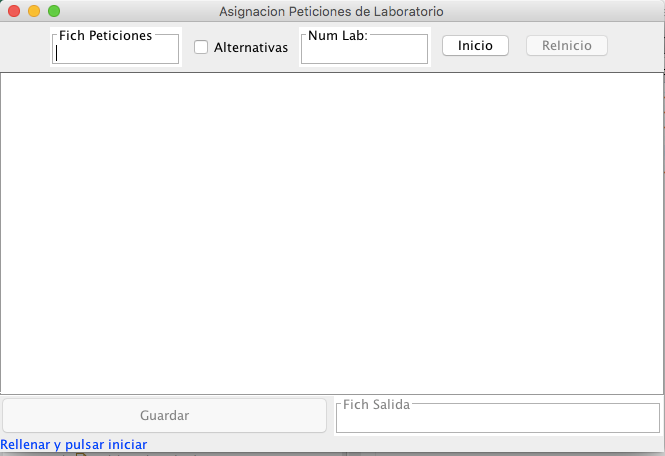 Asignacion Peticiones de Laboratorio
Fich Peticiones
Alternativas
Num Lab:
Inicio
ReInicio
Guardar
Fich Salida
Rellenar y pulsar iniciar